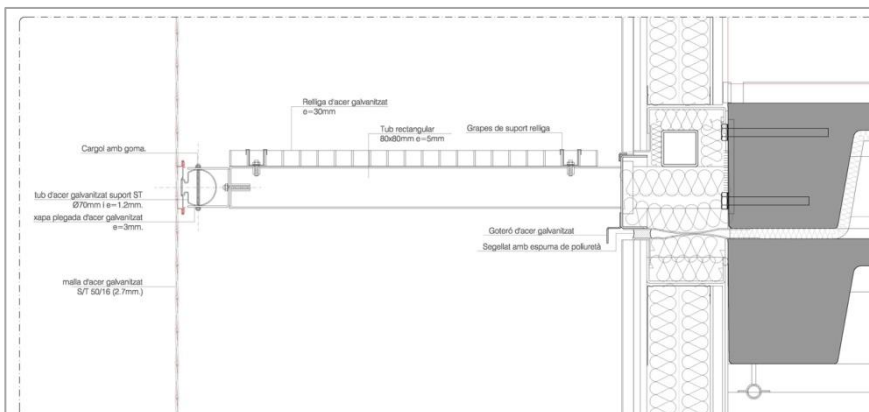 Relliga d'acer galvanitzat
e=30mm
Tub rectangular
80x80mm e=5mm
Grapes de suport relliga
Cargol amb goma.
tub d'acer galvanitzat suport ST
Ø70mm i e=1.2mm.
xapa plegada d'acer galvanitzat
e=3mm.
Goteró d'acer galvanitzat
Segellat amb espuma de poliuretà
malla d'acer galvanitzat
S/T 50/16 (2.7mm.)